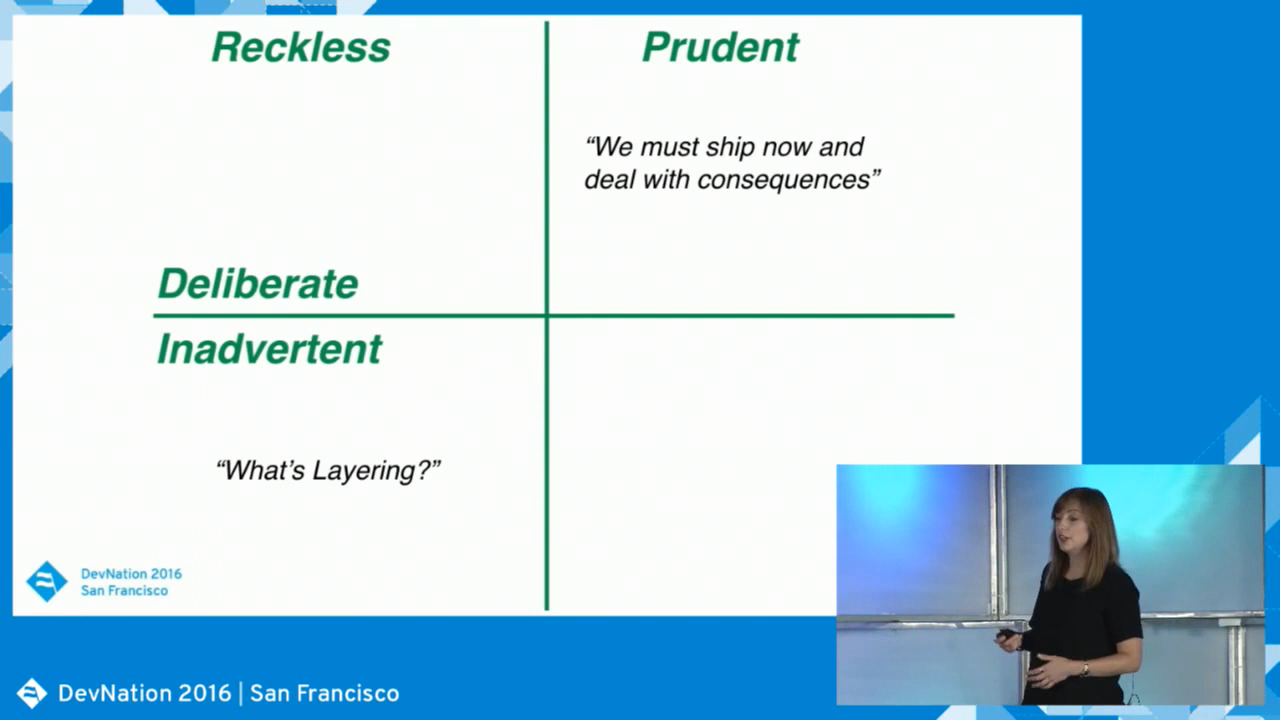 Reckless
Prudent
“We must ship now and
deal with consequences”
Deliberate
Inadvertent
“What’s Layering?”
DevNation 2016
San Francisco
DevNation 2016 | San Francisco